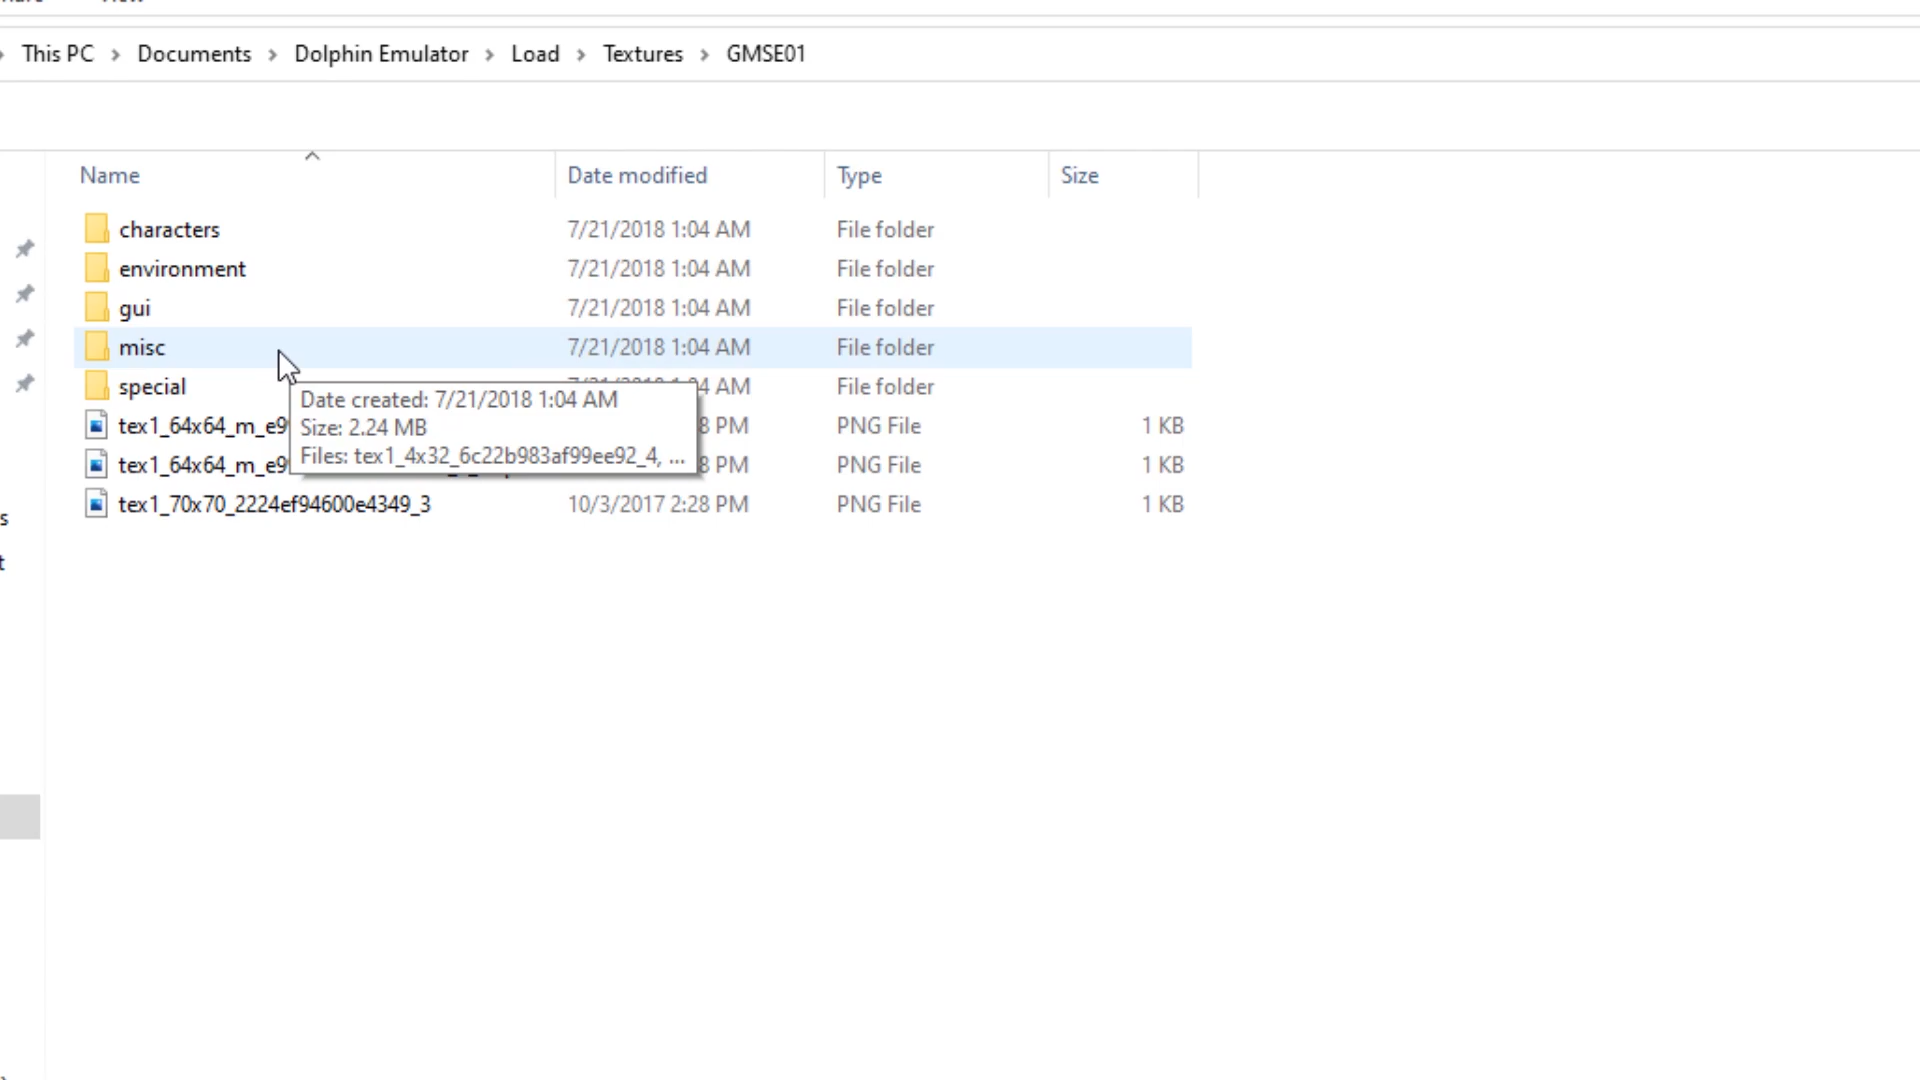 This PC > Documents > Dolphin Emulator > Load > Textures > GMSE01
Name Date modified Type Size
characters 7/21/2018 1:04 AM File folder
environment 7/21/2018 1:04 AM File folder
gui 7/21/2018 1:04 AM File folder
misc 7/21/2018 1:04 AM File folder
special 4 AM File folder
Date created: 7/21/2018 1:04 AM
Size: 2.24 MB
Files: tex1_4x32_6c22b983af99ee92_4, ...
tex1_64x64_m_e9 8 PM PNG File 1 KB
tex1_64x64_m_e9 8 PM PNG File 1 KB
tex1_70x70_2224ef94600e4349_3 10/3/2017 2:28 PM PNG File 1 KB
s
t